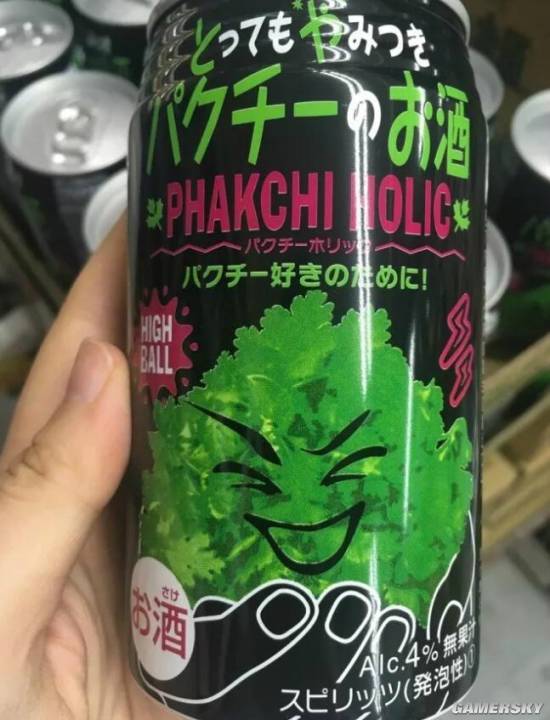 とってもやみつき
パクチーのお酒
PHAKCHI HOLIC
パクチーホリック
パクチー好きのために!
HIGH
BALL
さけ
お酒
Alc.4% 無果汁
スピリッツ(発泡性)①
GAMERSKY